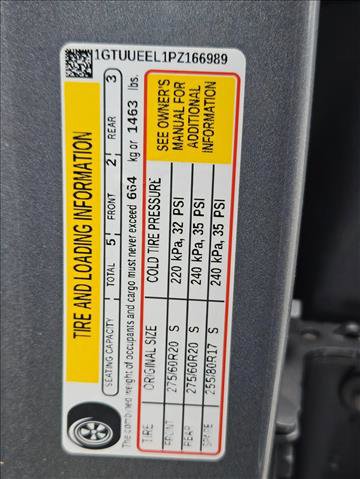 1GTUUEEL1PZ166989
TIRE AND LOADING INFORMATION
SEATING CAPACITY TOTAL 5 FRONT 2 REAR 3
The combined weight of occupants and cargo must never exceed 664 kg or 1463 lbs.
TIRE ORIGINAL SIZE COLD TIRE PRESSURE
FRONT 275/60R20 S 220 kPa, 32 PSI
REAR 275/60R20 S 240 kPa, 35 PSI
SPARE 255/80R17 S 240 kPa, 35 PSI
SEE OWNER'S
MANUAL FOR
ADDITIONAL
INFORMATION